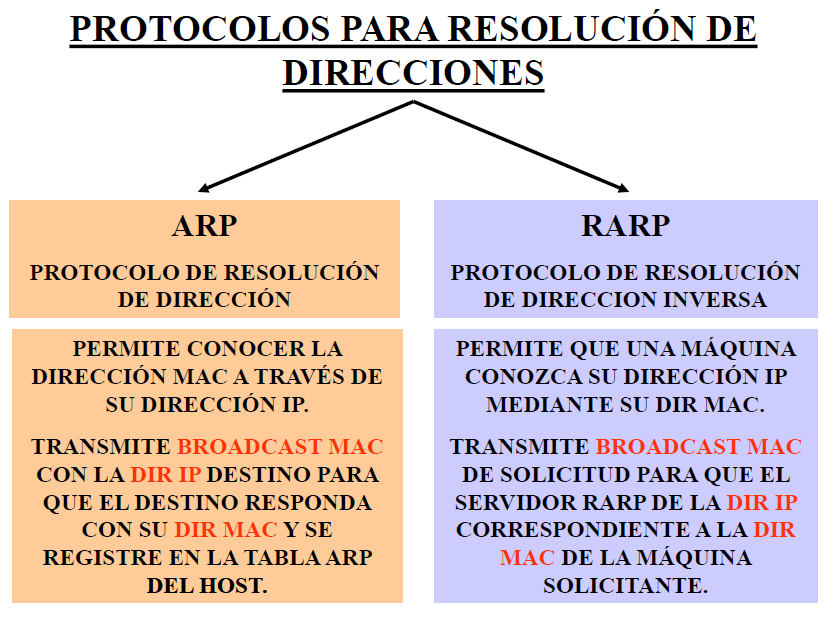 PROTOCOLOS PARA RESOLUCIÓN DE
DIRECCIONES
ARP
PROTOCOLO DE RESOLUCIÓN
DE DIRECCIÓN
PERMITE CONOCER LA
DIRECCIÓN MAC A TRAVÉS DE
SU DIRECCIÓN IP.
TRANSMITE BROADCAST MAC
CON LA DIR IP DESTINO PARA
QUE EL DESTINO RESPONDA
CON SU DIR MAC Y SE
REGISTRE EN LA TABLA ARP
DEL HOST.
RARP
PROTOCOLO DE RESOLUCIÓN
DE DIRECCION INVERSA
PERMITE QUE UNA MÁQUINA
CONOZCA SU DIRECCIÓN IP
MEDIANTE SU DIR MAC.
TRANSMITE BROADCAST MAC
DE SOLICITUD PARA QUE EL
SERVIDOR RARP DE LA DIR IP
CORRESPONDIENTE A LA DIR
MAC DE LA MÁQUINA
SOLICITANTE.